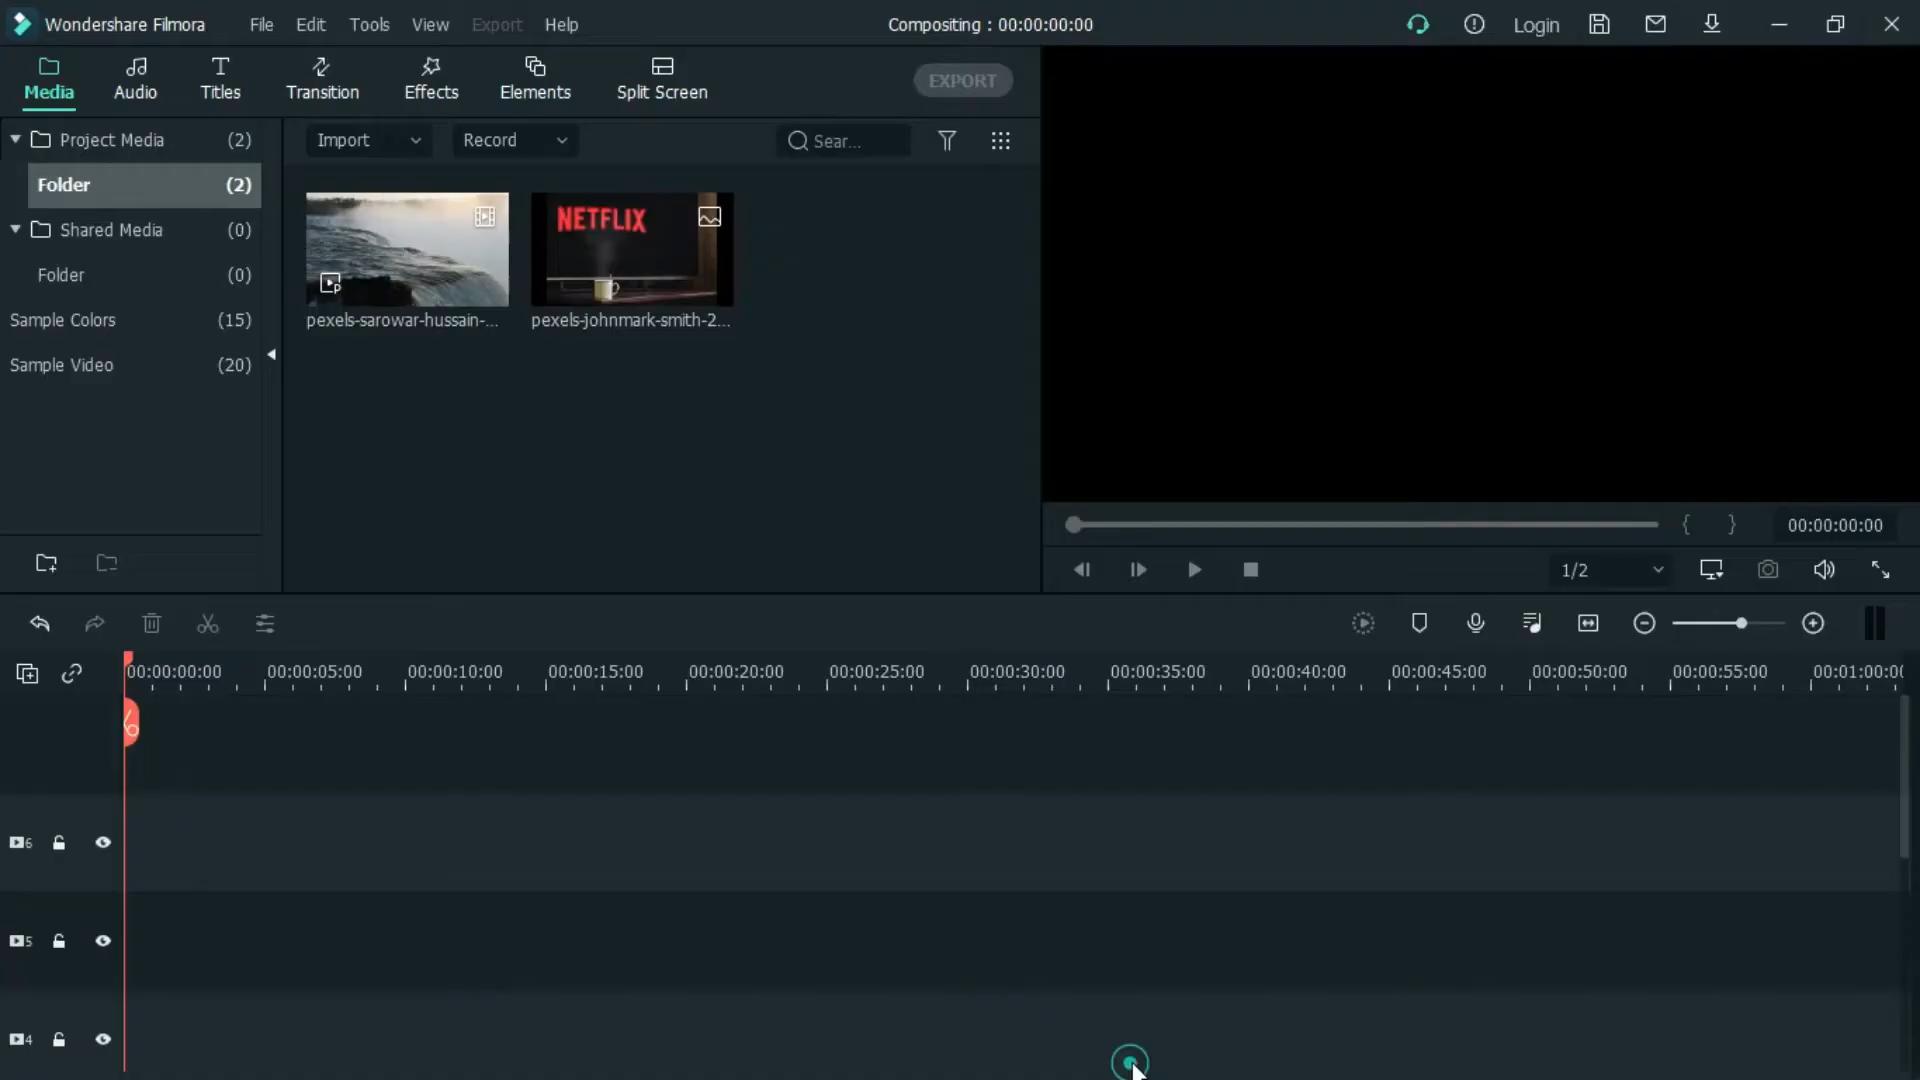 Wondershare Filmora File Edit Tools View Export Help Compositing : 00:00:00:00 Login
Media Audio Titles Transition Effects Elements Split Screen EXPORT
Project Media (2)
Folder (2)
Shared Media (0)
Folder (0)
Sample Colors (15)
Sample Video (20)
Import Record Sear...
NETFLIX
pexels-sarowar-hussain-... pexels-johnmark-smith-2...
{ } 00:00:00:00
1/2
00:00:00:00 00:00:05:00 00:00:10:00 00:00:15:00 00:00:20:00 00:00:25:00 00:00:30:00 00:00:35:00 00:00:40:00 00:00:45:00 00:00:50:00 00:00:55:00 00:01:00:0
6
5
4